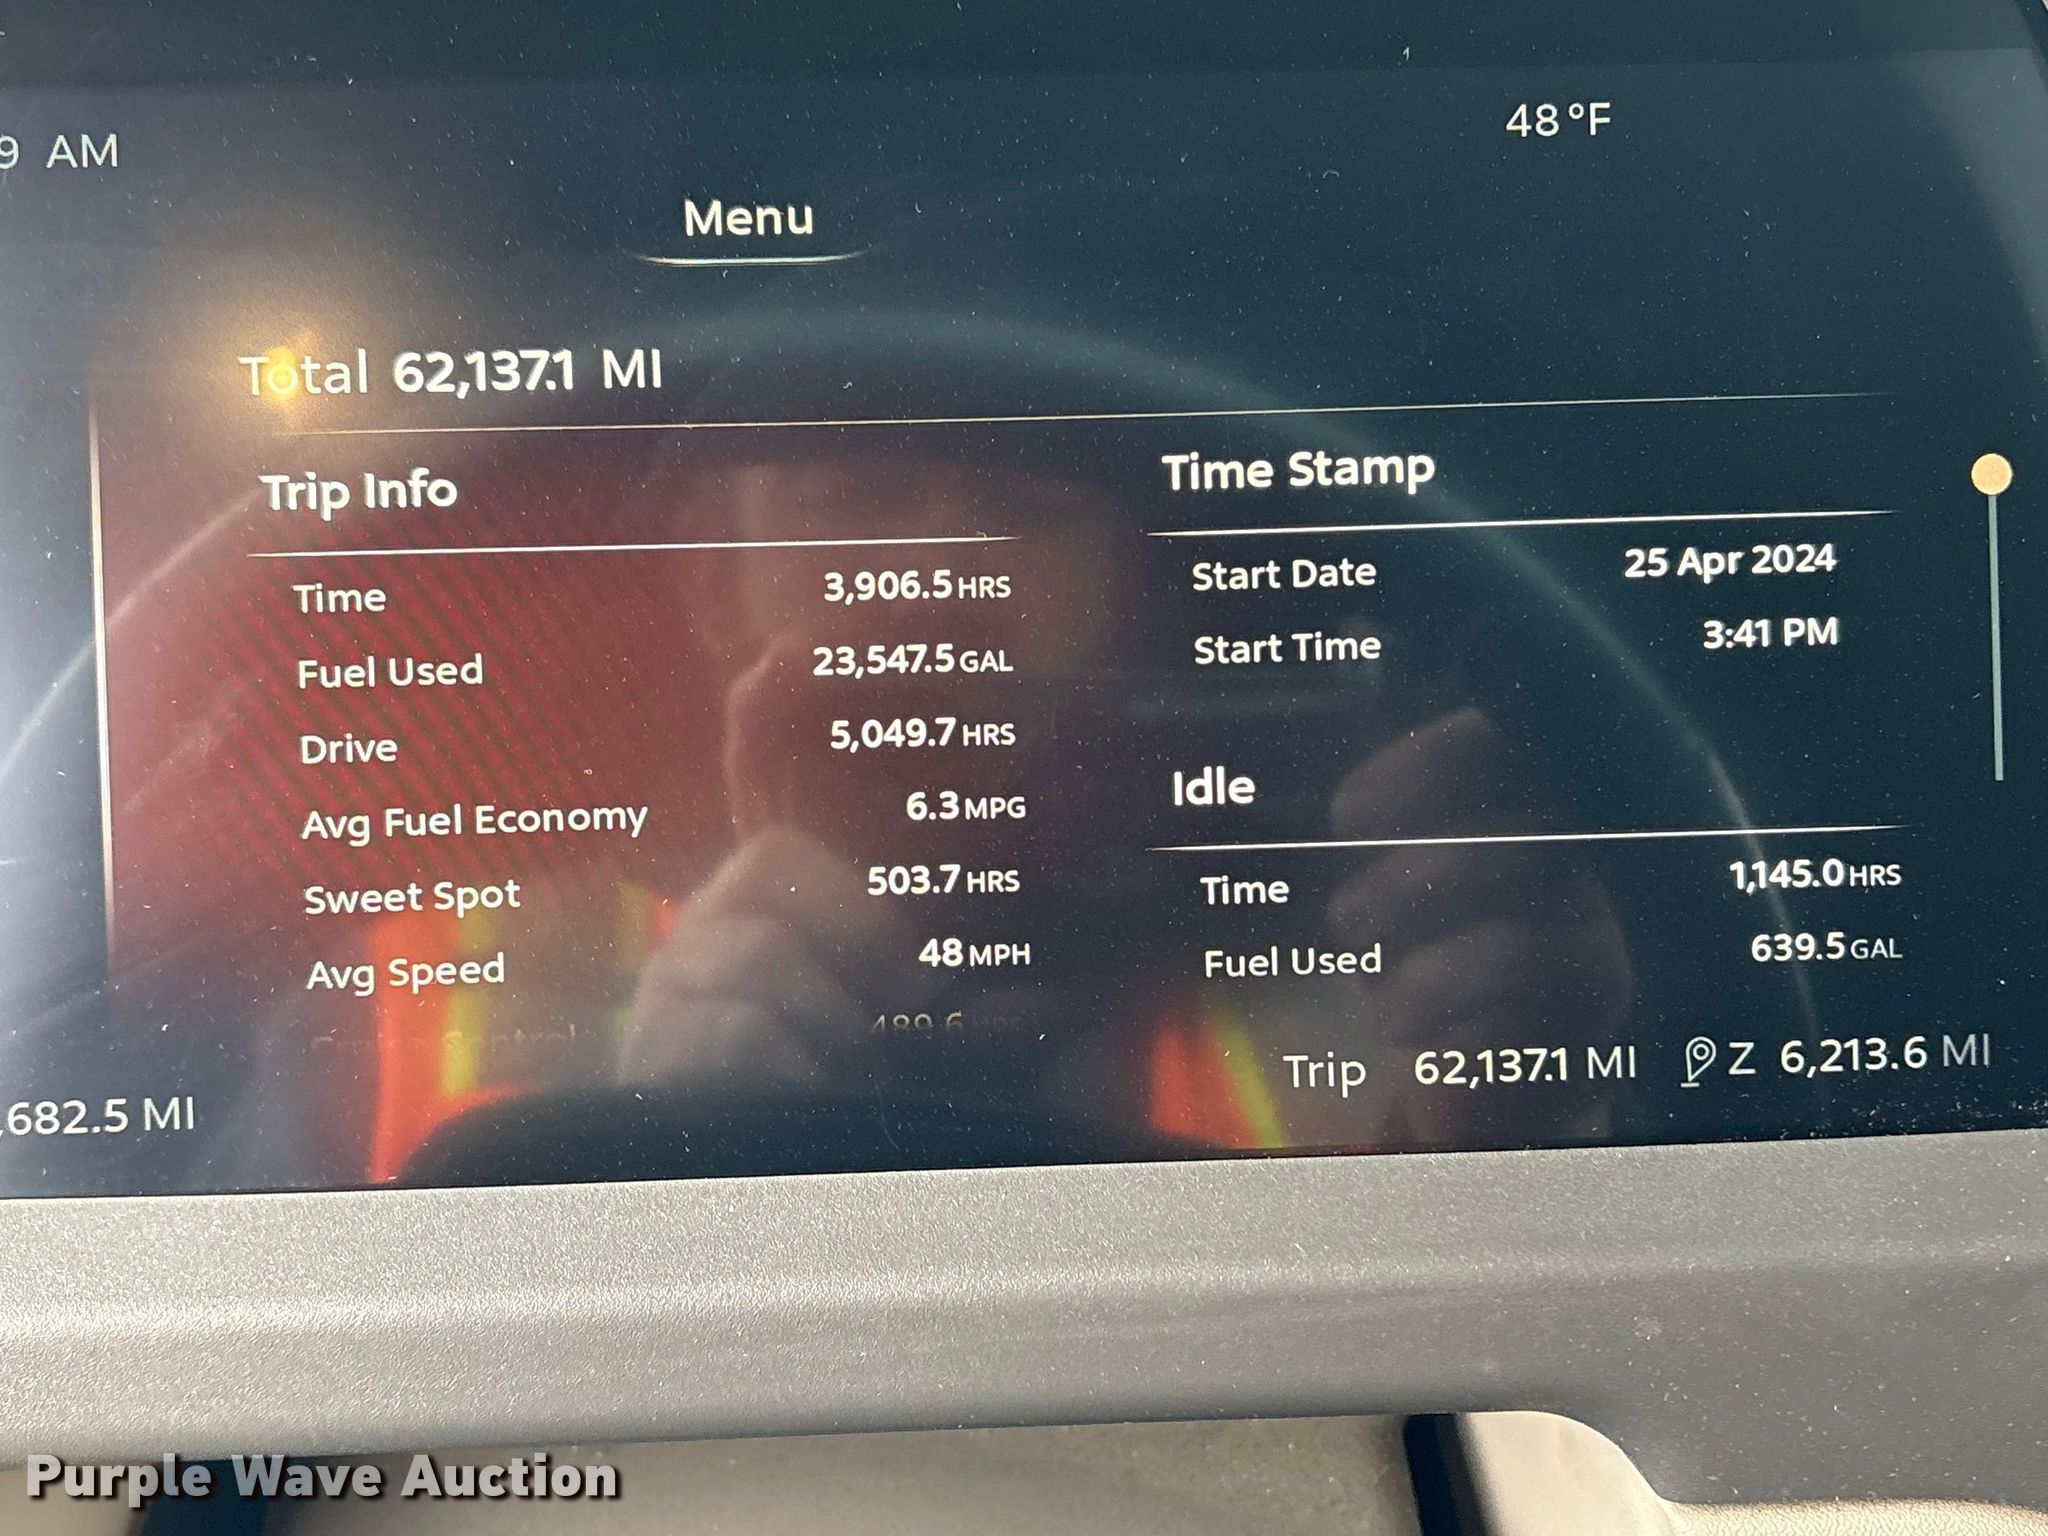 9 AM
48 °F
Menu
Total 62,137.1 MI
Trip Info
Time 3,906.5 HRS
Fuel Used 23,547.5 GAL
Drive 5,049.7 HRS
Avg Fuel Economy 6.3 MPG
Sweet Spot 503.7 HRS
Avg Speed 48 MPH
489.6 HRS
Time Stamp
Start Date 25 Apr 2024
Start Time 3:41 PM
Idle
Time 1,145.0 HRS
Fuel Used 639.5 GAL
,682.5 MI
Trip 62,137.1 MI Z 6,213.6 MI
Purple Wave Auction